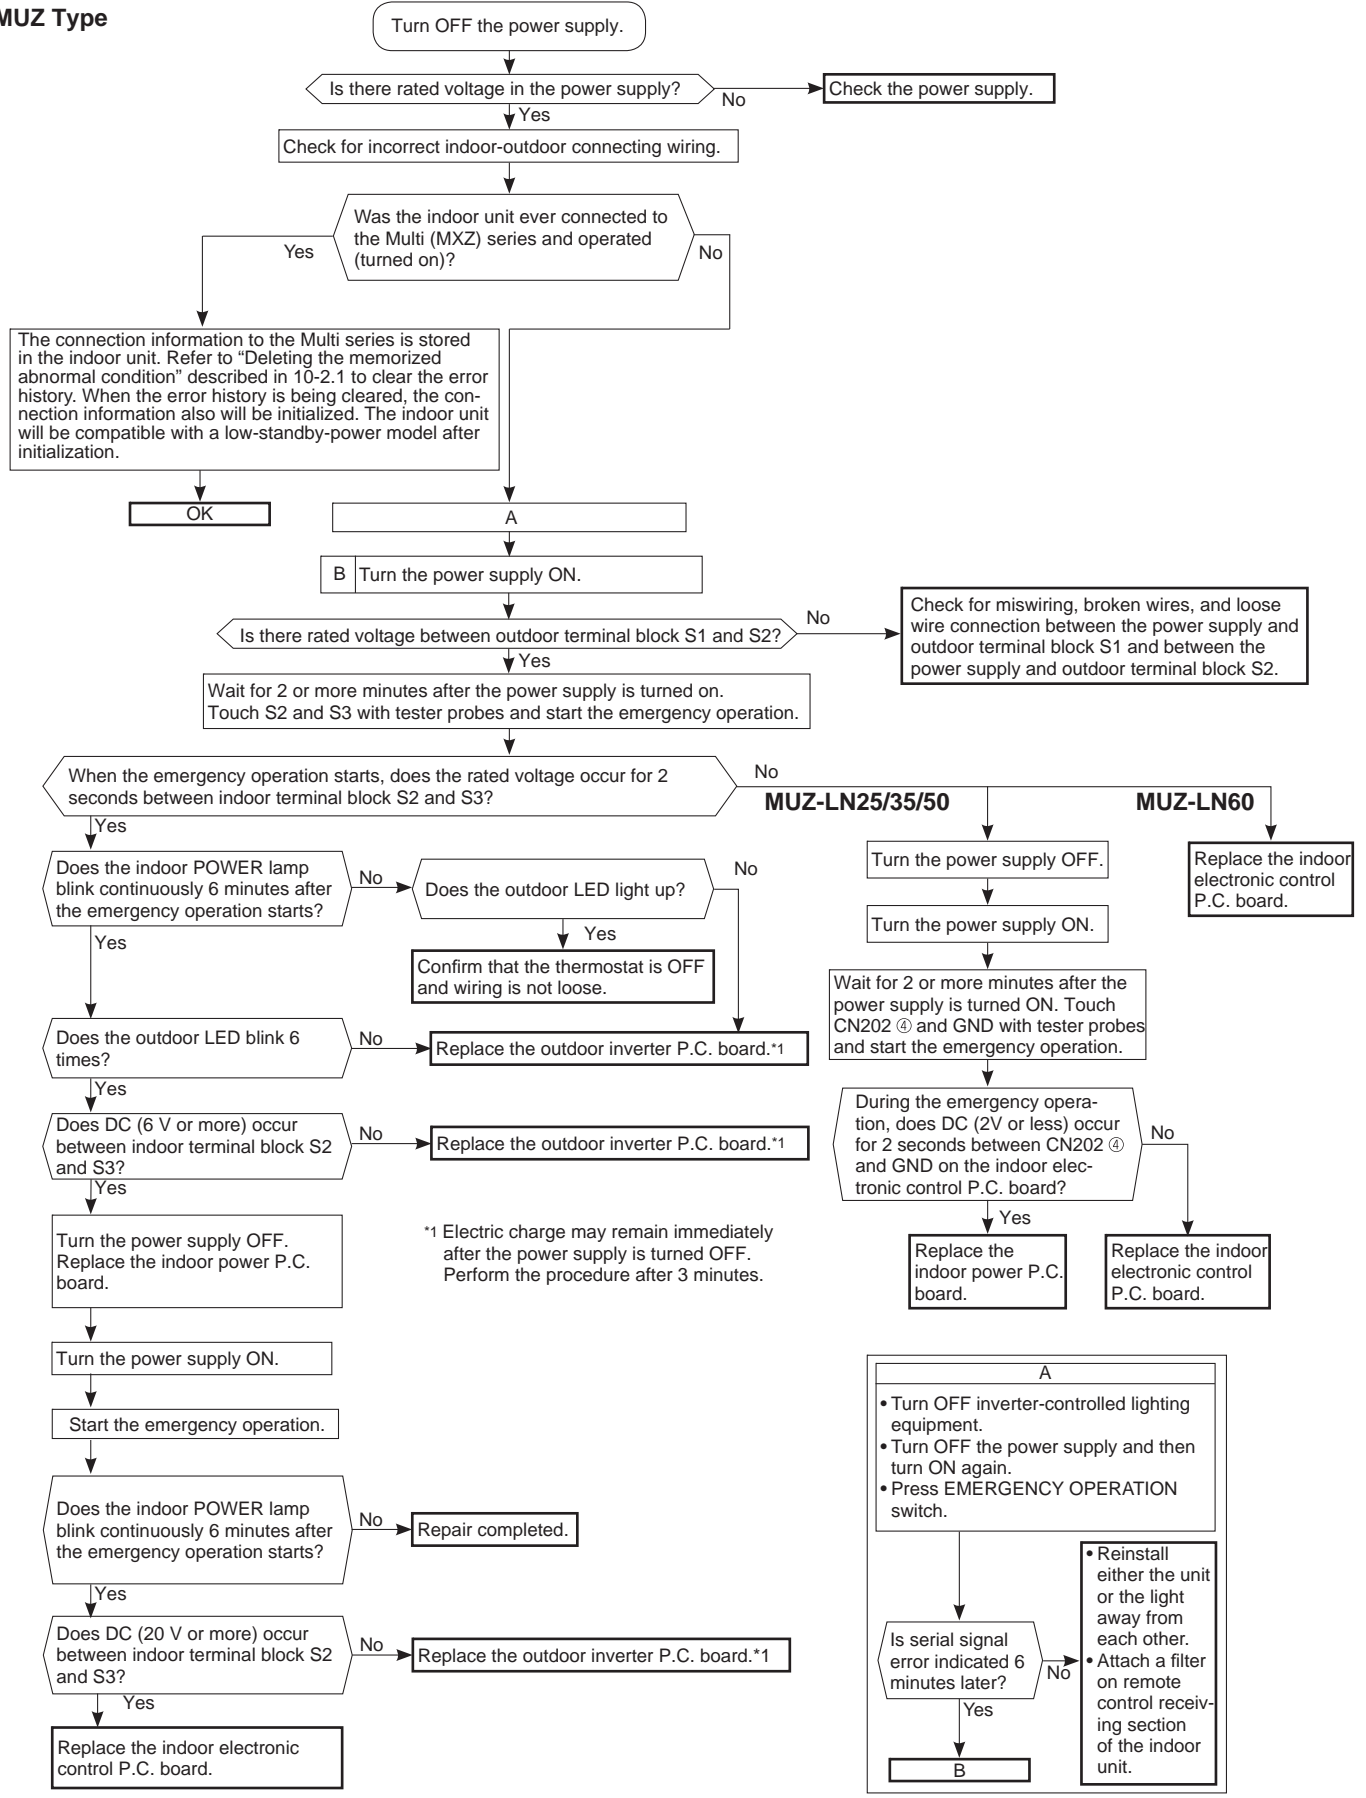 MUZ Type
Turn OFF the power supply.
Is there rated voltage in the power supply?
No
Check the power supply.
Yes
Check for incorrect indoor-outdoor connecting wiring.
Was the indoor unit ever connected to
the Multi (MXZ) series and operated
(turned on)?
Yes
No
The connection information to the Multi series is stored
in the indoor unit. Refer to “Deleting the memorized
abnormal condition” described in 10-2.1 to clear the error
history. When the error history is being cleared, the con-
nection information also will be initialized. The indoor unit
will be compatible with a low-standby-power model after
initialization.
OK
A
B
Turn the power supply ON.
Is there rated voltage between outdoor terminal block S1 and S2?
No
Check for miswiring, broken wires, and loose
wire connection between the power supply and
outdoor terminal block S1 and between the
power supply and outdoor terminal block S2.
Yes
Wait for 2 or more minutes after the power supply is turned on.
Touch S2 and S3 with tester probes and start the emergency operation.
When the emergency operation starts, does the rated voltage occur for 2
seconds between indoor terminal block S2 and S3?
No
MUZ-LN25/35/50
MUZ-LN60
Yes
Does the indoor POWER lamp
blink continuously 6 minutes after
the emergency operation starts?
No
Does the outdoor LED light up?
No
Yes
Confirm that the thermostat is OFF
and wiring is not loose.
Yes
Does the outdoor LED blink 6
times?
No
Replace the outdoor inverter P.C. board.*1
Yes
Does DC (6 V or more) occur
between indoor terminal block S2
and S3?
No
Replace the outdoor inverter P.C. board.*1
Yes
Turn the power supply OFF.
Replace the indoor power P.C.
board.
*1 Electric charge may remain immediately
after the power supply is turned OFF.
Perform the procedure after 3 minutes.
Turn the power supply ON.
Start the emergency operation.
Does the indoor POWER lamp
blink continuously 6 minutes after
the emergency operation starts?
No
Repair completed.
Yes
Does DC (20 V or more) occur
between indoor terminal block S2
and S3?
No
Replace the outdoor inverter P.C. board.*1
Yes
Replace the indoor electronic
control P.C. board.
Turn the power supply OFF.
Turn the power supply ON.
Wait for 2 or more minutes after the
power supply is turned ON. Touch
CN202 ④ and GND with tester probes
and start the emergency operation.
During the emergency opera-
tion, does DC (2V or less) occur
for 2 seconds between CN202 ④
and GND on the indoor elec-
tronic control P.C. board?
No
Yes
Replace the
indoor power P.C.
board.
Replace the indoor
electronic control
P.C. board.
Replace the indoor
electronic control
P.C. board.
A
• Turn OFF inverter-controlled lighting
equipment.
• Turn OFF the power supply and then
turn ON again.
• Press EMERGENCY OPERATION
switch.
Is serial signal
error indicated 6
minutes later?
No
Yes
B
• Reinstall
either the unit
or the light
away from
each other.
• Attach a filter
on remote
control receiv-
ing section
of the indoor
unit.